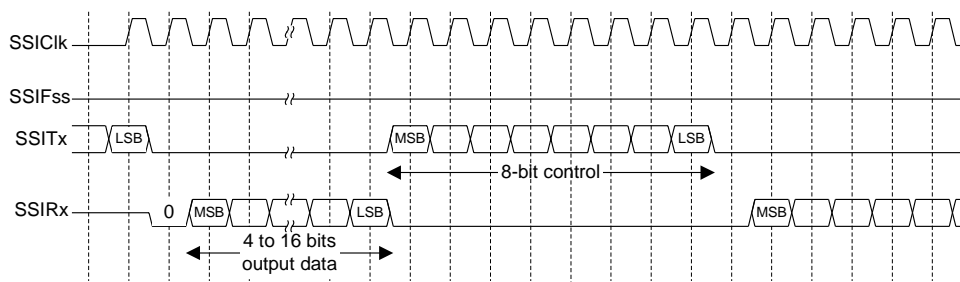 SSIClk
SSIFss
SSITx
LSB
MSB
LSB
8-bit control
SSIRx
0
MSB
LSB
MSB
4 to 16 bits
output data